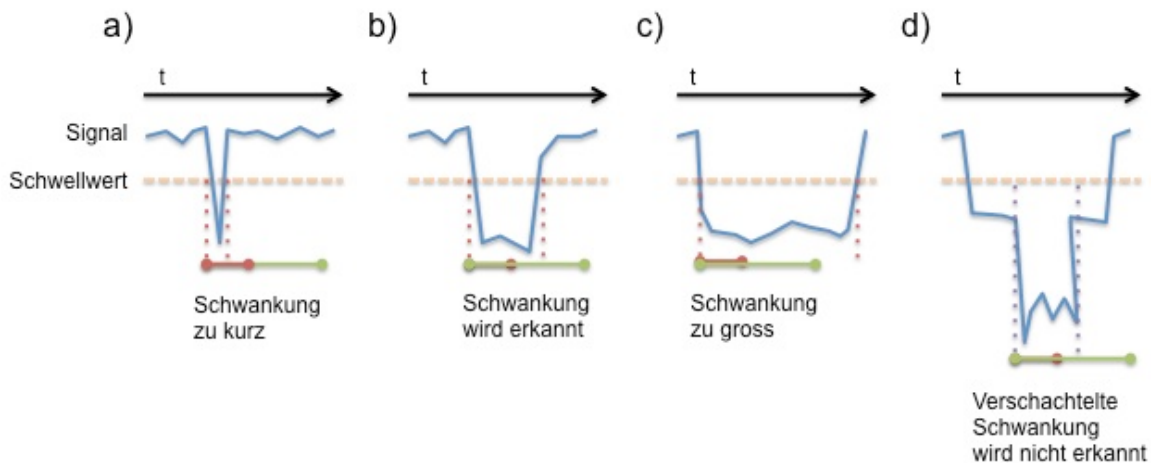 a)
b)
c)
d)
t
t
t
t
Signal
Schwellwert
Schwankung
zu kurz
Schwankung
wird erkannt
Schwankung
zu gross
Verschachtelte
Schwankung
wird nicht erkannt